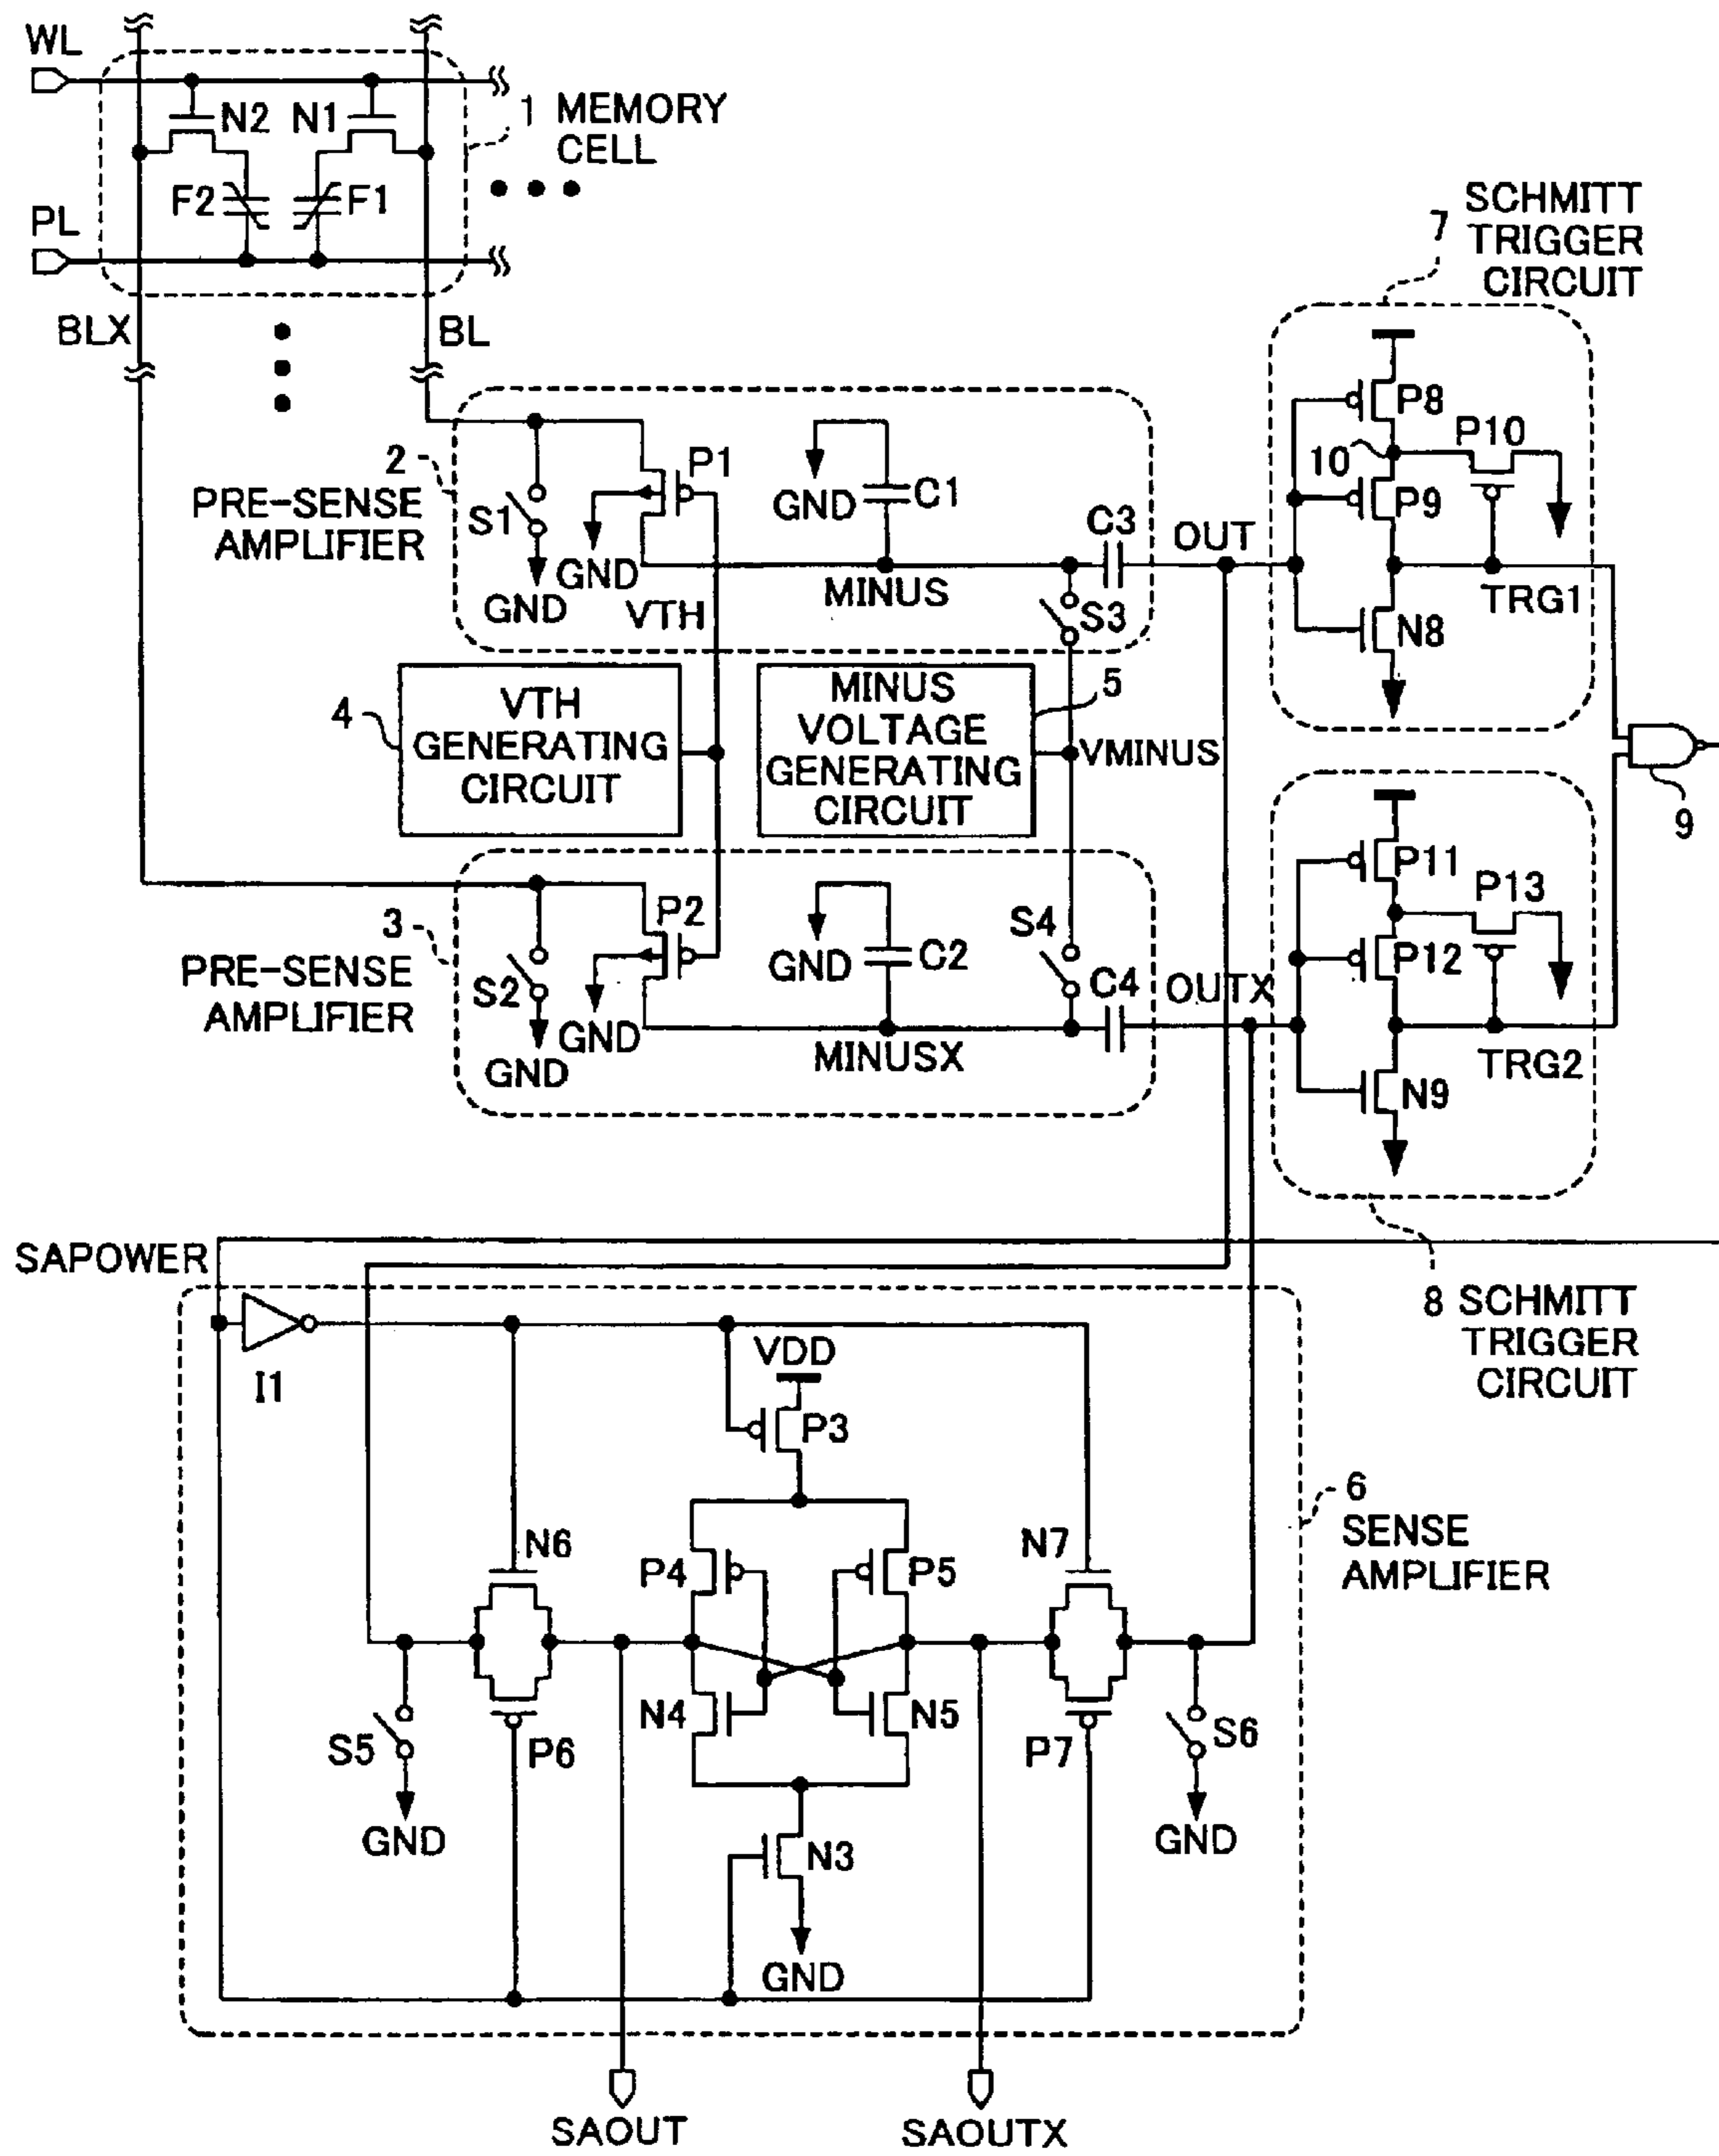 WL
N2
N1
1 MEMORY
CELL
F2
F1
PL
BLX
BL
7 SCHMITT
TRIGGER
CIRCUIT
P8
P10
10
P9
TRG1
N8
2
PRE-SENSE
AMPLIFIER
S1
GND
P1
GND
VTH
GND
C1
MINUS
C3
OUT
S3
4
VTH
GENERATING
CIRCUIT
MINUS
VOLTAGE
GENERATING
CIRCUIT
5
VMINUS
9
3
PRE-SENSE
AMPLIFIER
S2
GND
P2
GND
GND
C2
MINUSX
S4
C4
OUTX
P11
P13
P12
TRG2
N9
8 SCHMITT
TRIGGER
CIRCUIT
SAPOWER
I1
VDD
P3
6
SENSE
AMPLIFIER
N6
P4
P5
N7
S5
P6
N4
N5
P7
S6
GND
GND
N3
GND
SAOUT
SAOUTX